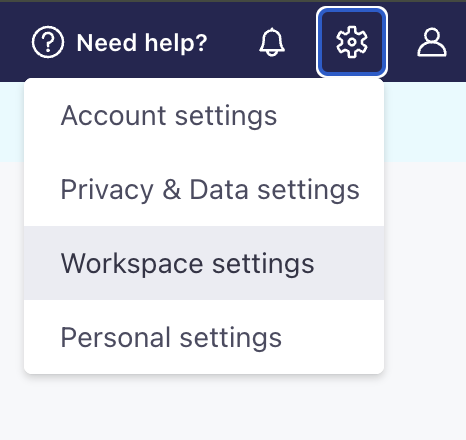 Need help?
Account settings
Privacy & Data settings
Workspace settings
Personal settings